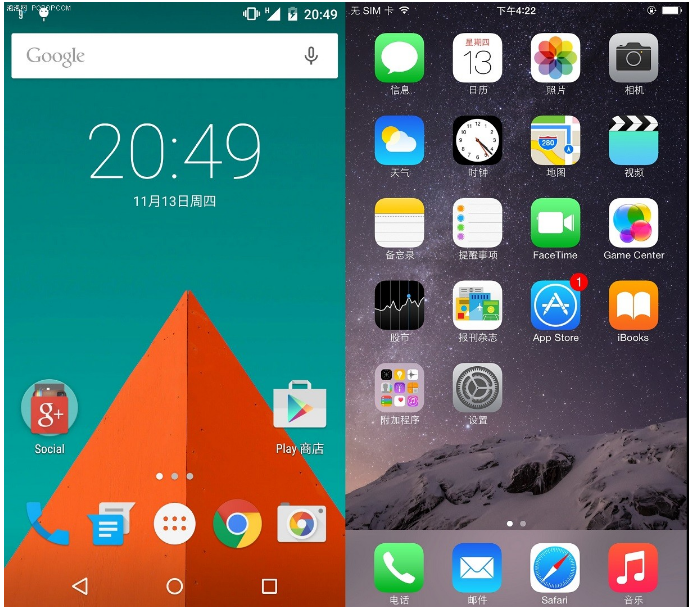 泡泡网 PCPOP.COM
H
20:49
Google
20:49
11月13日周四
g+
Social
Play 商店
无 SIM 卡
下午4:22
星期四
13
信息
日历
照片
相机
280
天气
时钟
地图
视频
备忘录
提醒事项
FaceTime
Game Center
1
股市
报刊杂志
App Store
iBooks
附加程序
设置
电话
邮件
Safari
音乐